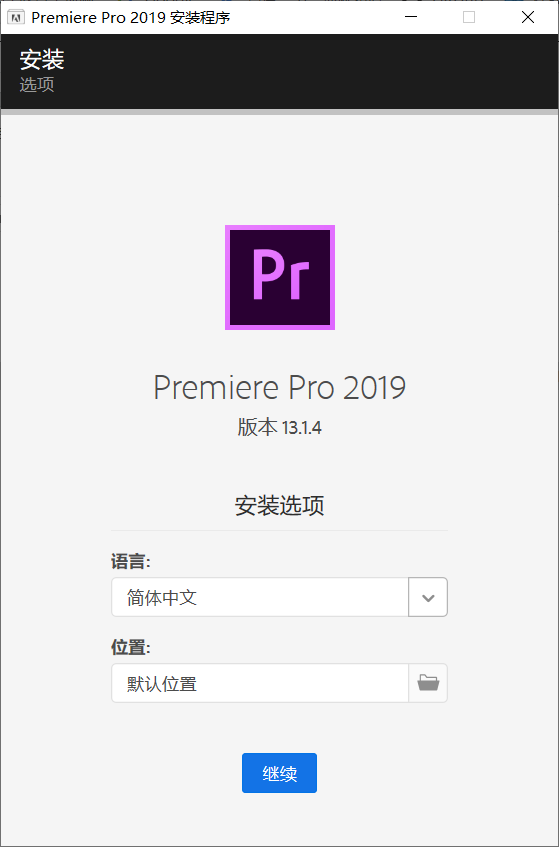 Premiere Pro 2019 安装程序
安装
选项
Pr
Premiere Pro 2019
版本 13.1.4
安装选项
语言:
简体中文
位置:
默认位置
继续